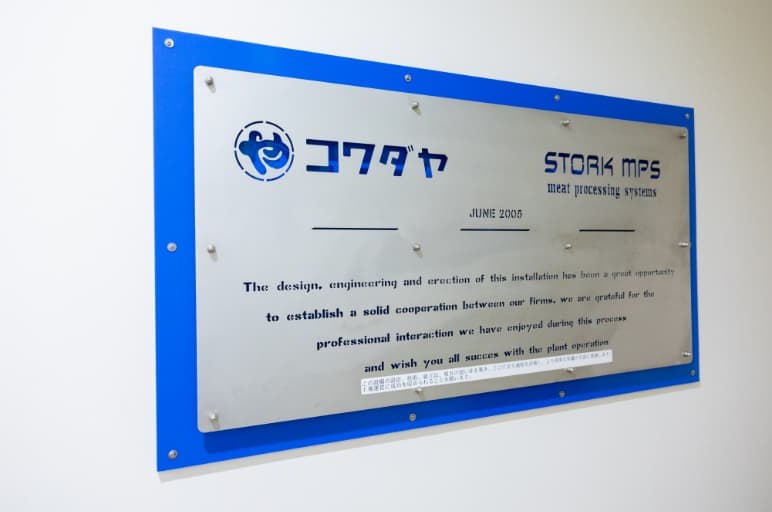 や コワダヤ
STORK MPS
meat processing systems
JUNE 2005
The design, engineering and erection of this installation has been a great opportunity
to establish a solid cooperation between our firms, we are grateful for the
professional interaction we have enjoyed during this process
and wish you all succes with the plant operation